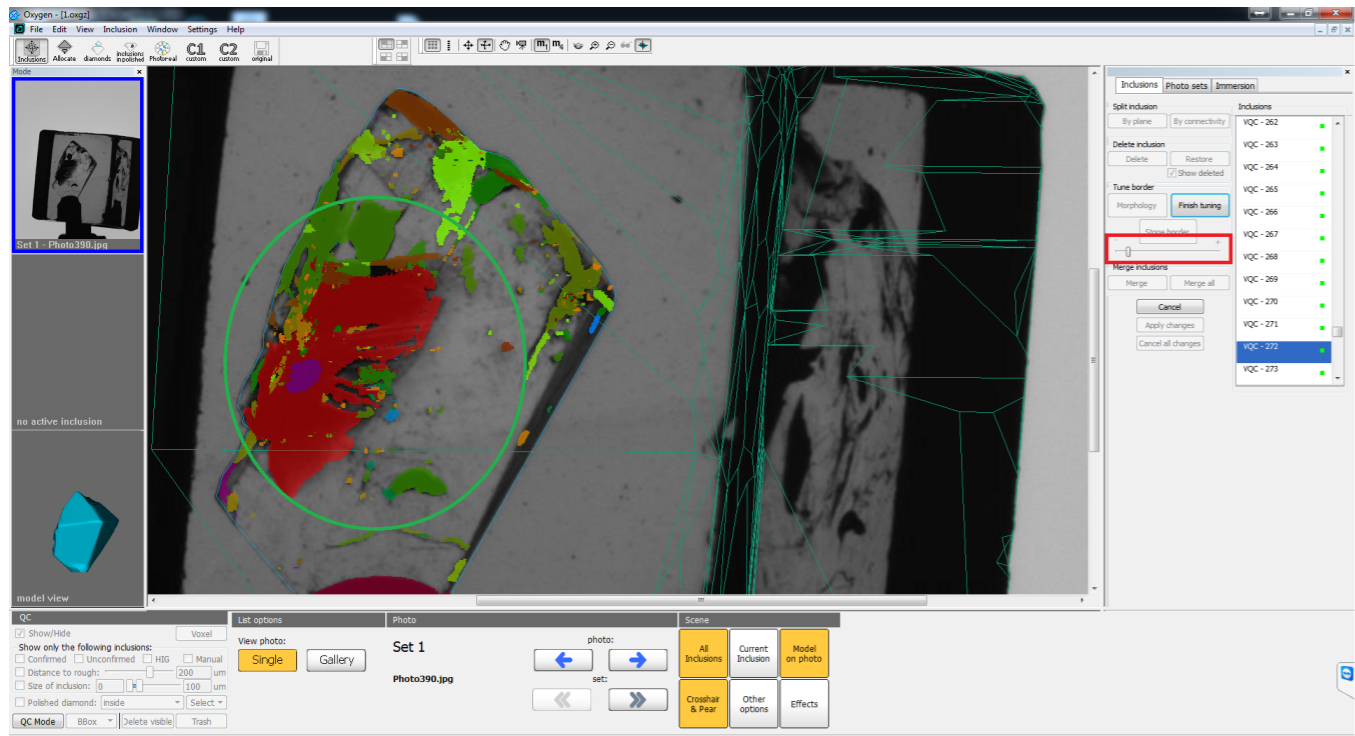 Oxygen - [1.oxgz]
File Edit View Inclusion Window Settings Help
Inclusions Allocate diamonds inclusions in polished Photoreal C1 custom C2 custom original
Mode
Set 1 - Photo390.jpg
no active inclusion
model view
Inclusions Photo sets Immersion
Split inclusion
By plane By connectivity
Delete inclusion
Delete Restore
Show deleted
Tune border
Morphology Finish tuning
Stone border
- +
Merge inclusions
Merge Merge all
Cancel
Apply changes
Cancel all changes
Inclusions
VQC - 262
VQC - 263
VQC - 264
VQC - 265
VQC - 266
VQC - 267
VQC - 268
VQC - 269
VQC - 270
VQC - 271
VQC - 272
VQC - 273
QC
Show/Hide Voxel
Show only the following inclusions:
Confirmed Unconfirmed HIG Manual
Distance to rough: 200 um
Size of inclusion: 0 100 um
Polished diamond: inside Select
QC Mode BBox Delete visible Trash
List options
View photo:
Single Gallery
Photo
Set 1
Photo390.jpg
photo:
set:
Scene
All Inclusions
Current Inclusion
Model on photo
Crosshair & Pear
Other options
Effects